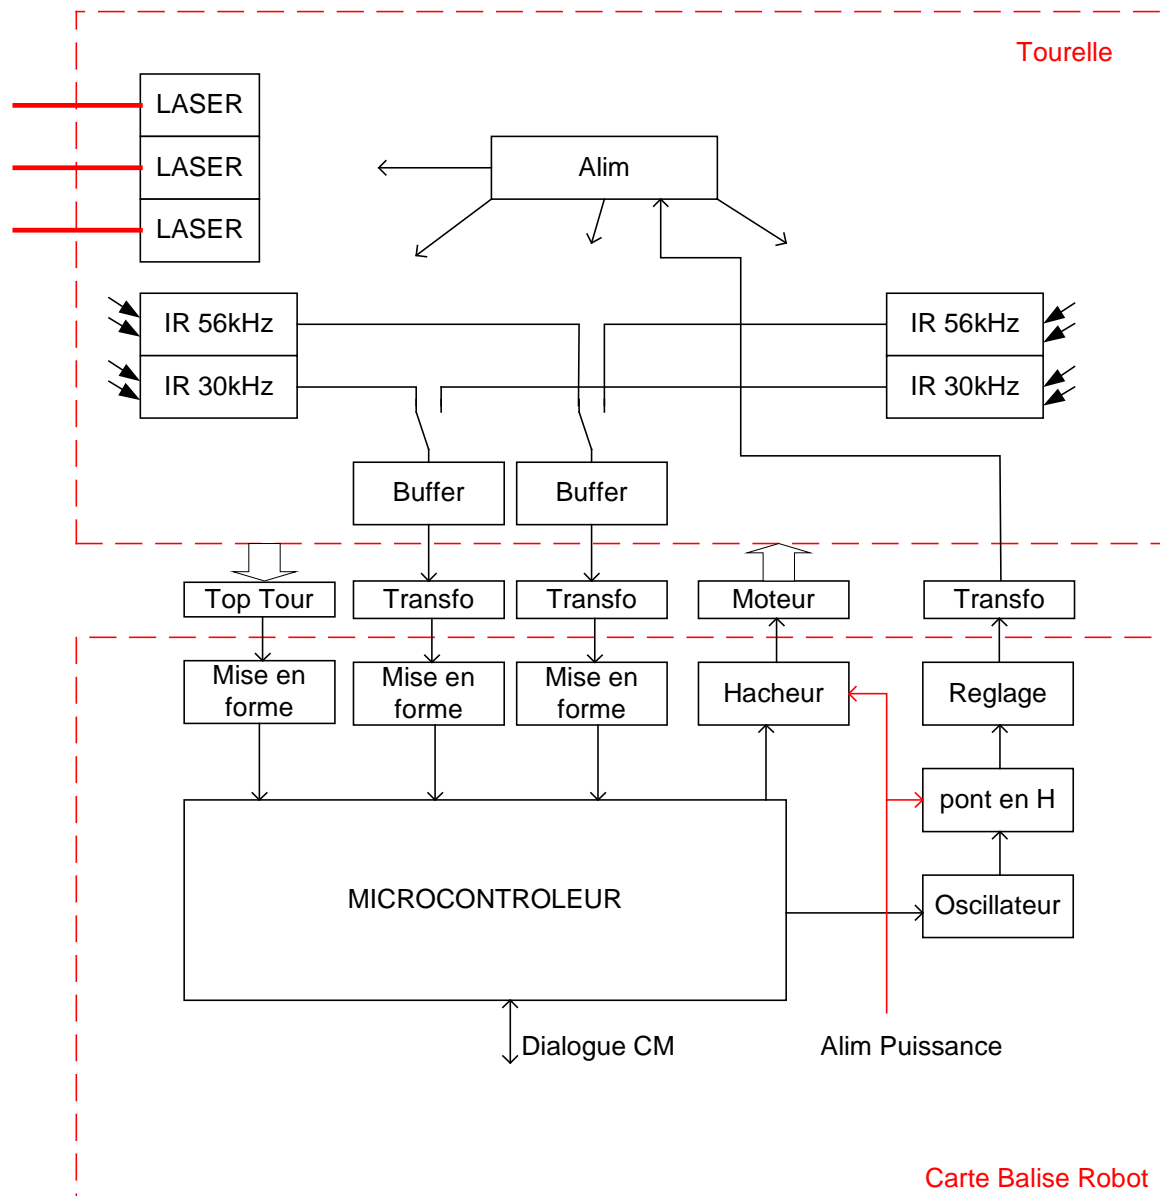 Tourelle
LASER
LASER
LASER
Alim
IR 56kHz
IR 56kHz
IR 30kHz
IR 30kHz
Buffer
Buffer
Top Tour
Transfo
Transfo
Moteur
Transfo
Mise en
forme
Mise en
forme
Mise en
forme
Hacheur
Reglage
pont en H
MICROCONTROLEUR
Oscillateur
Dialogue CM
Alim Puissance
Carte Balise Robot